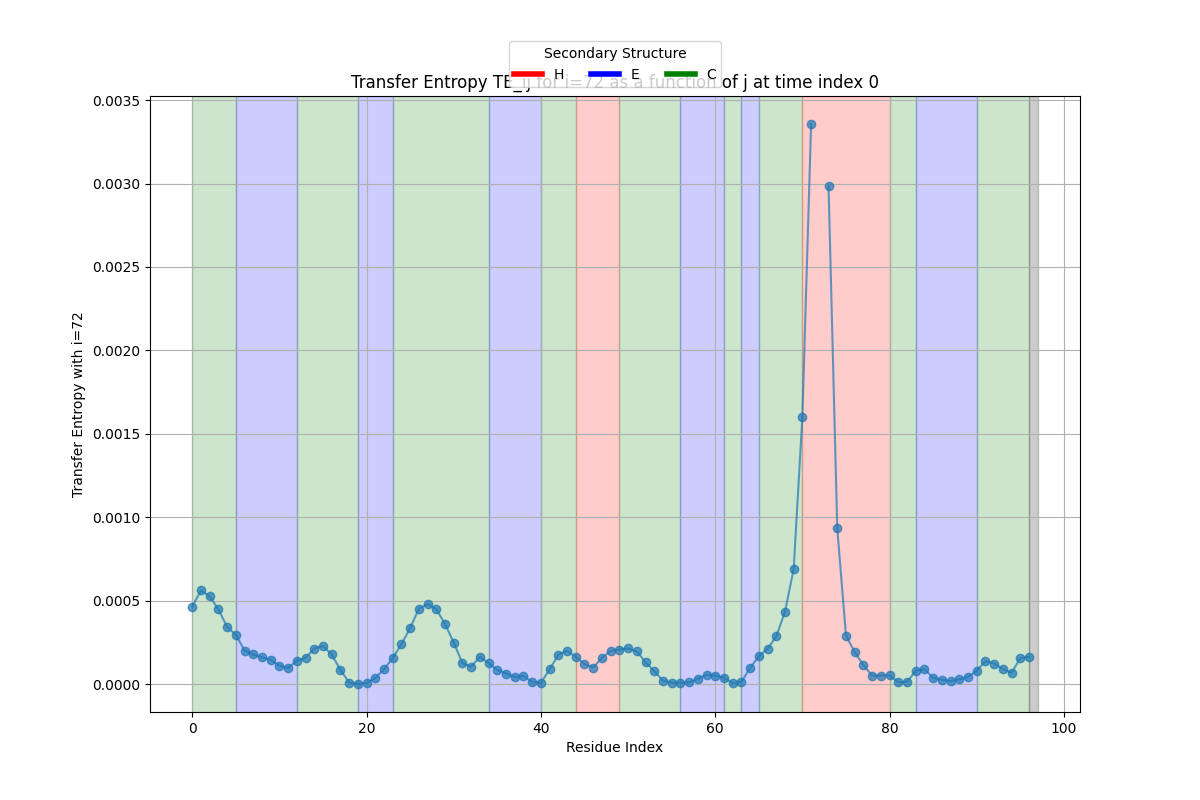 Secondary Structure
H E C
Transfer Entropy TE_ij for i=72 as a function of j at time index 0
0.0035
0.0030
0.0025
0.0020
0.0015
0.0010
0.0005
0.0000
Transfer Entropy with i=72
0 20 40 60 80 100
Residue Index